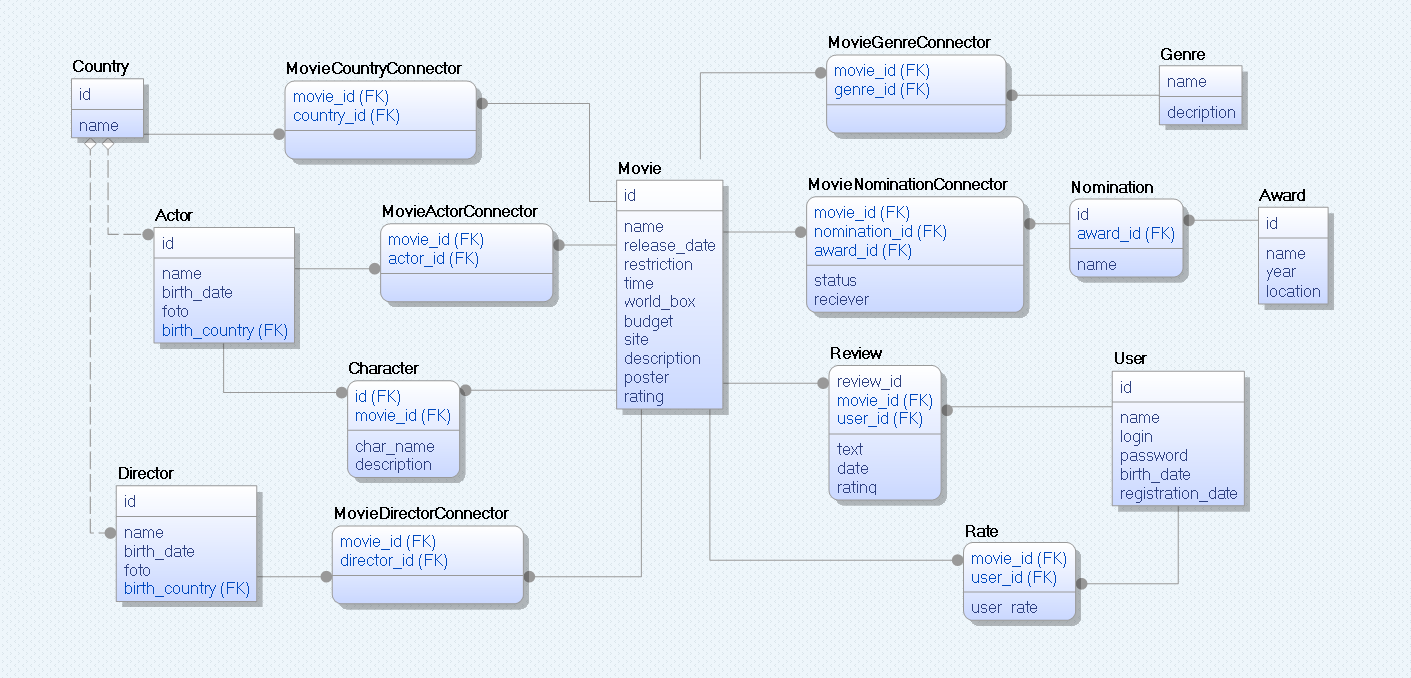 Country
id
name
MovieCountryConnector
movie_id (FK)
country_id (FK)
MovieGenreConnector
movie_id (FK)
genre_id (FK)
Genre
name
decription
Actor
id
name
birth_date
foto
birth_country (FK)
MovieActorConnector
movie_id (FK)
actor_id (FK)
Movie
id
name
release_date
restriction
time
world_box
budget
site
description
poster
rating
MovieNominationConnector
movie_id (FK)
nomination_id (FK)
award_id (FK)
status
reciever
Nomination
id
award_id (FK)
name
Award
id
name
year
location
Character
id (FK)
movie_id (FK)
char_name
description
Review
review_id
movie_id (FK)
user_id (FK)
text
date
rating
User
id
name
login
password
birth_date
registration_date
Director
id
name
birth_date
foto
birth_country (FK)
MovieDirectorConnector
movie_id (FK)
director_id (FK)
Rate
movie_id (FK)
user_id (FK)
user_rate